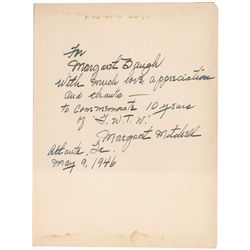 For
Margaret Baugh
with much love, appreciation
and thanks —
to commemorate 10 years
of "G.W.T.W."
Margaret Mitchell
Atlanta, Ga.
May 9, 1946